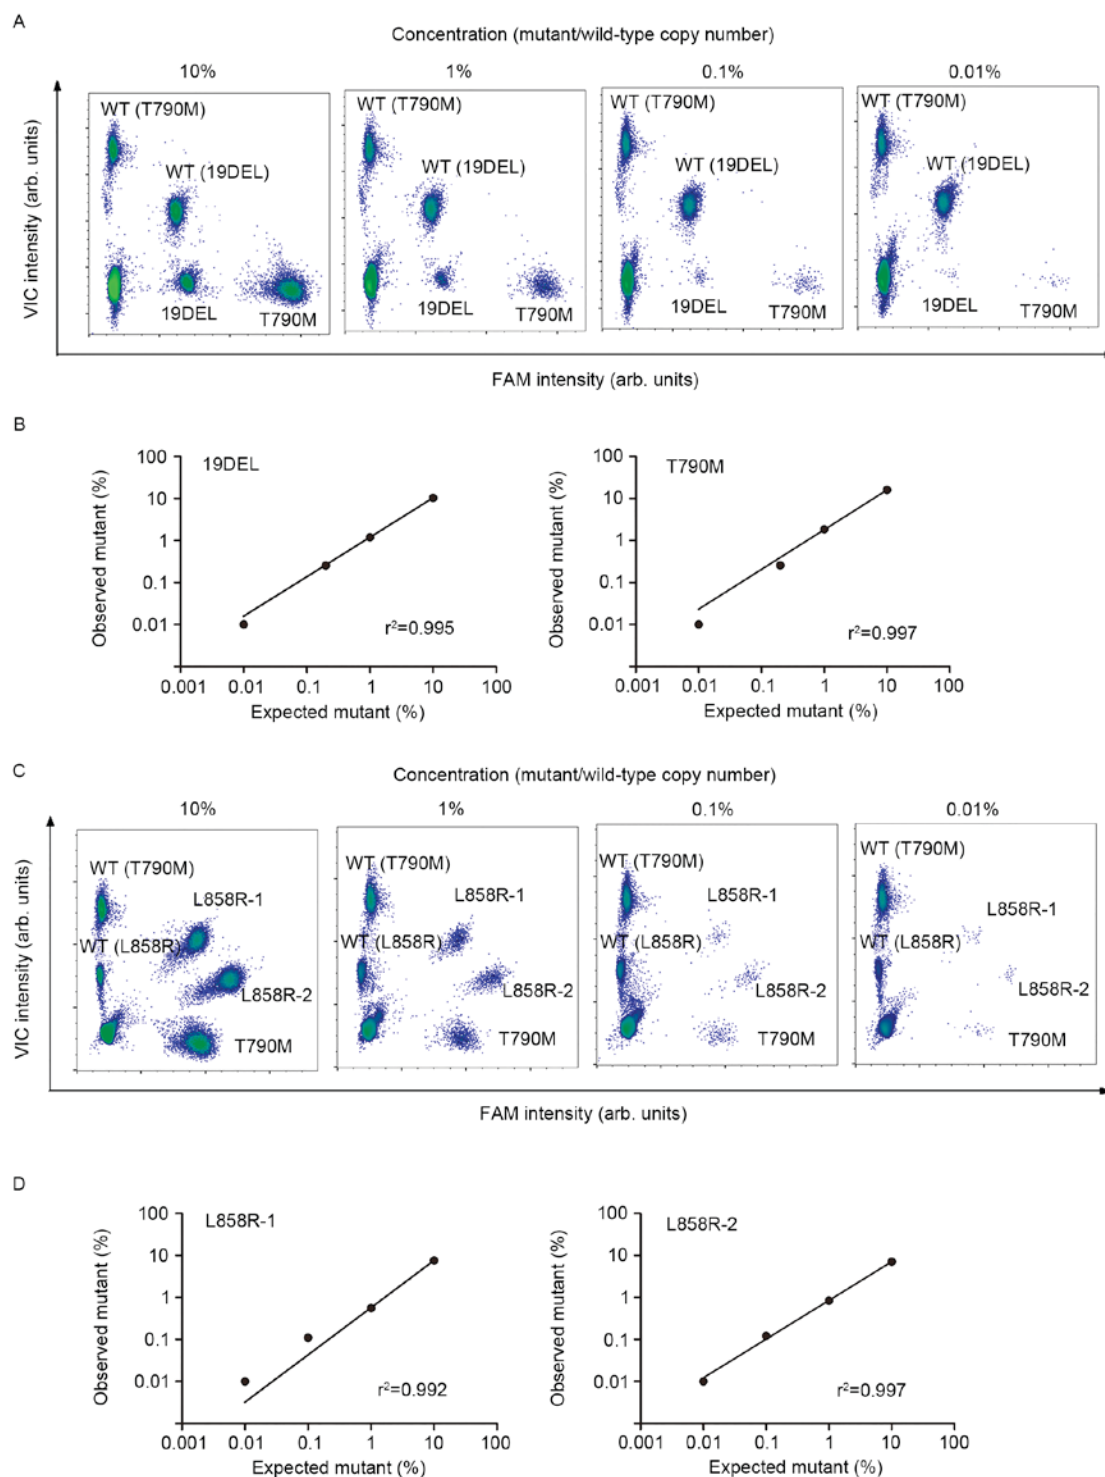 A
Concentration (mutant/wild-type copy number)
10%
1%
0.1%
0.01%
VIC intensity (arb. units)
WT (T790M)
WT (19DEL)
19DEL
T790M
WT (T790M)
WT (19DEL)
19DEL
T790M
WT (T790M)
WT (19DEL)
19DEL
T790M
WT (T790M)
WT (19DEL)
19DEL
T790M
FAM intensity (arb. units)
B
Observed mutant (%)
100
10
1
0.1
0.01
19DEL
r²=0.995
0.001 0.01 0.1 1 10 100
Expected mutant (%)
Observed mutant (%)
100
10
1
0.1
0.01
T790M
r²=0.997
0.001 0.01 0.1 1 10 100
Expected mutant (%)
C
Concentration (mutant/wild-type copy number)
10%
1%
0.1%
0.01%
VIC intensity (arb. units)
WT (T790M)
L858R-1
WT (L858R)
L858R-2
T790M
WT (T790M)
L858R-1
WT (L858R)
L858R-2
T790M
WT (T790M)
L858R-1
WT (L858R)
L858R-2
T790M
WT (T790M)
L858R-1
WT (L858R)
L858R-2
T790M
FAM intensity (arb. units)
D
Observed mutant (%)
100
10
1
0.1
0.01
L858R-1
r²=0.992
0.001 0.01 0.1 1 10 100
Expected mutant (%)
Observed mutant (%)
100
10
1
0.1
0.01
L858R-2
r²=0.997
0.001 0.01 0.1 1 10 100
Expected mutant (%)